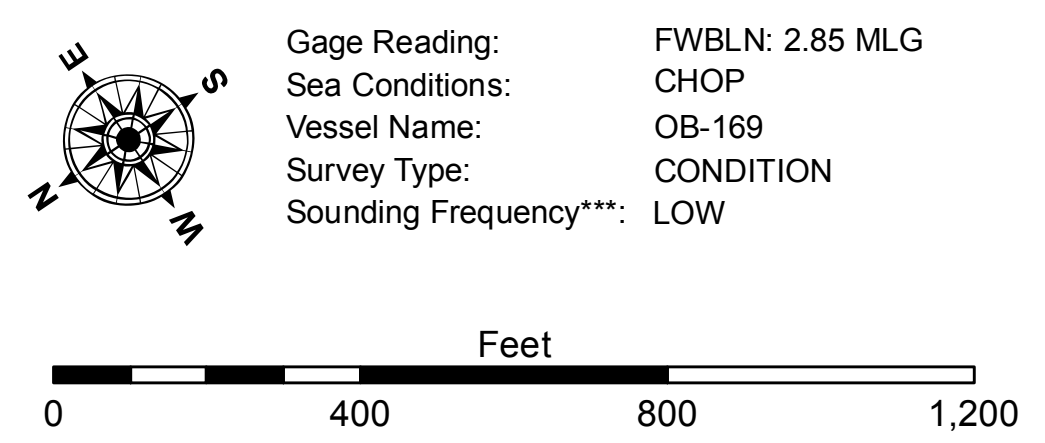 E
S
N
W
Gage Reading: FWBLN: 2.85 MLG
Sea Conditions: CHOP
Vessel Name: OB-169
Survey Type: CONDITION
Sounding Frequency***: LOW
Feet
0 400 800 1,200